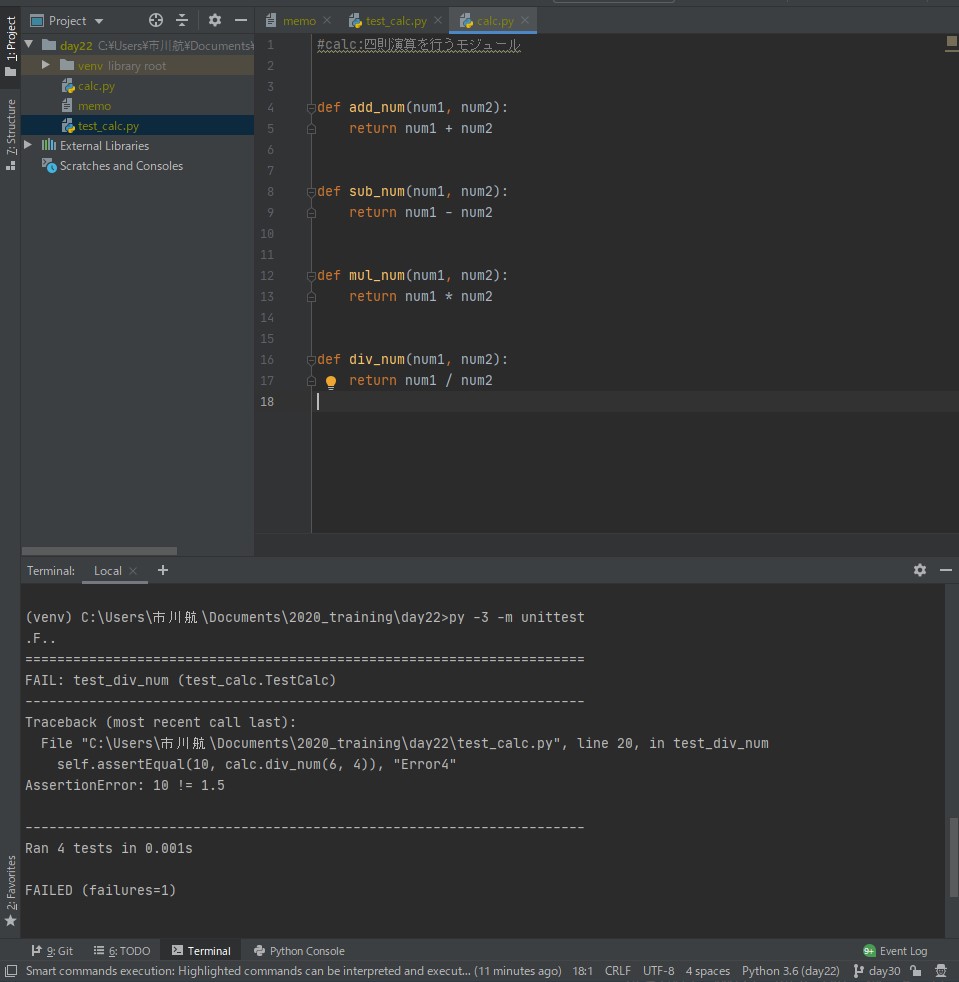 Project
memo
test_calc.py
calc.py
1: Project
day22 C:¥Users¥市川航¥Documents¥
venv library root
calc.py
memo
test_calc.py
External Libraries
Scratches and Consoles
7: Structure
1 #calc:四則演算を行うモジュール
2
3
4 def add_num(num1, num2):
5 return num1 + num2
6
7
8 def sub_num(num1, num2):
9 return num1 - num2
10
11
12 def mul_num(num1, num2):
13 return num1 * num2
14
15
16 def div_num(num1, num2):
17 return num1 / num2
18
Terminal: Local +
(venv) C:\Users\市川航\Documents\2020_training\day22>py -3 -m unittest
.F..
======================================================================
FAIL: test_div_num (test_calc.TestCalc)
----------------------------------------------------------------------
Traceback (most recent call last):
File "C:\Users\市川航\Documents\2020_training\day22\test_calc.py", line 20, in test_div_num
self.assertEqual(10, calc.div_num(6, 4)), "Error4"
AssertionError: 10 != 1.5
----------------------------------------------------------------------
Ran 4 tests in 0.001s
FAILED (failures=1)
2: Favorites
9: Git 6: TODO Terminal Python Console 9+ Event Log
Smart commands execution: Highlighted commands can be interpreted and execut... (11 minutes ago) 18:1 CRLF UTF-8 4 spaces Python 3.6 (day22) day30